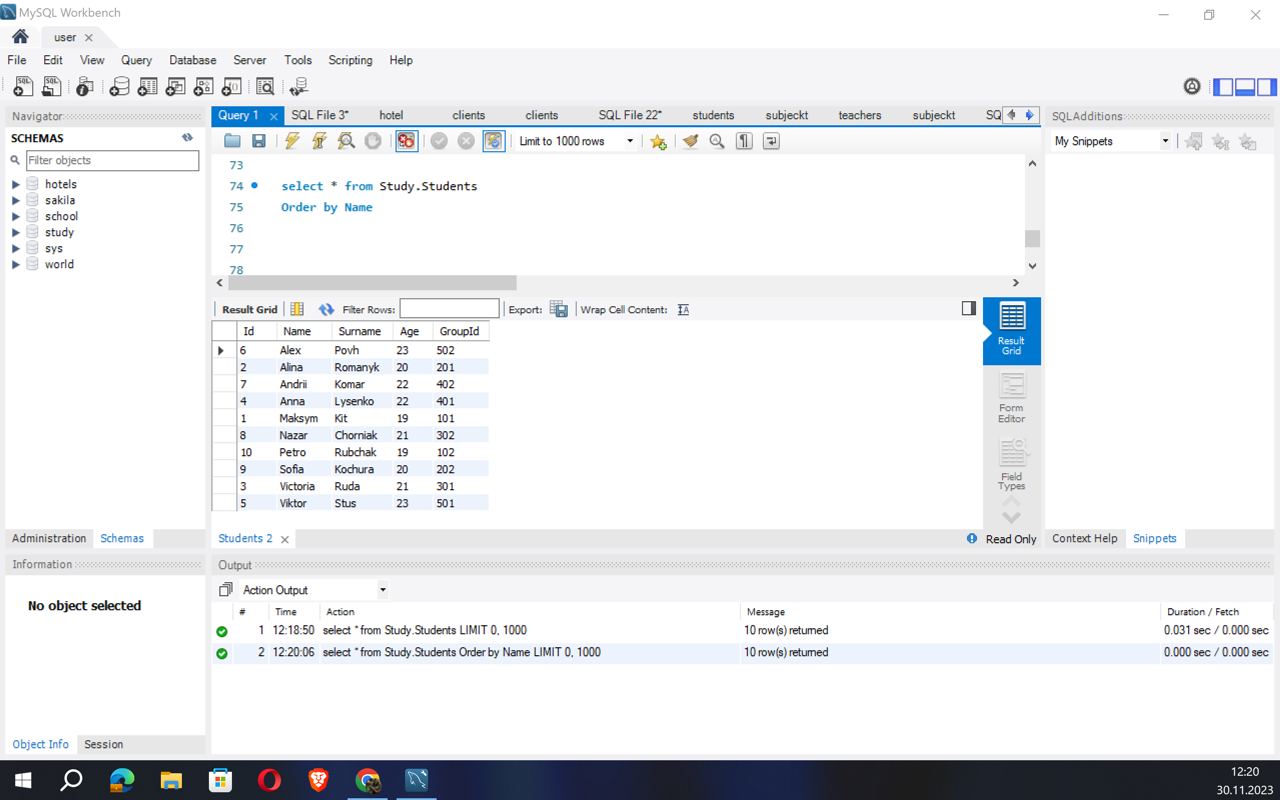 MySQL Workbench
user
File Edit View Query Database Server Tools Scripting Help
Navigator
SCHEMAS
Filter objects
hotels
sakila
school
study
sys
world
Administration Schemas
Information
No object selected
Object Info Session
Query 1 SQL File 3* hotel clients clients SQL File 22* students subjeckt teachers subjeckt SQ
Limit to 1000 rows
73
74 select * from Study.Students
75 Order by Name
76
77
78
Result Grid Filter Rows: Export: Wrap Cell Content:
Id Name Surname Age GroupId
6 Alex Povh 23 502
2 Alina Romanyk 20 201
7 Andrii Komar 22 402
4 Anna Lysenko 22 401
1 Maksym Kit 19 101
8 Nazar Chorniak 21 302
10 Petro Rubchak 19 102
9 Sofia Kochura 20 202
3 Victoria Ruda 21 301
5 Viktor Stus 23 501
Result
Grid
Form
Editor
Field
Types
Students 2
Read Only
SQLAdditions
My Snippets
Context Help Snippets
Output
Action Output
# Time Action Message Duration / Fetch
1 12:18:50 select * from Study.Students LIMIT 0, 1000 10 row(s) returned 0.031 sec / 0.000 sec
2 12:20:06 select * from Study.Students Order by Name LIMIT 0, 1000 10 row(s) returned 0.000 sec / 0.000 sec
12:20
30.11.2023